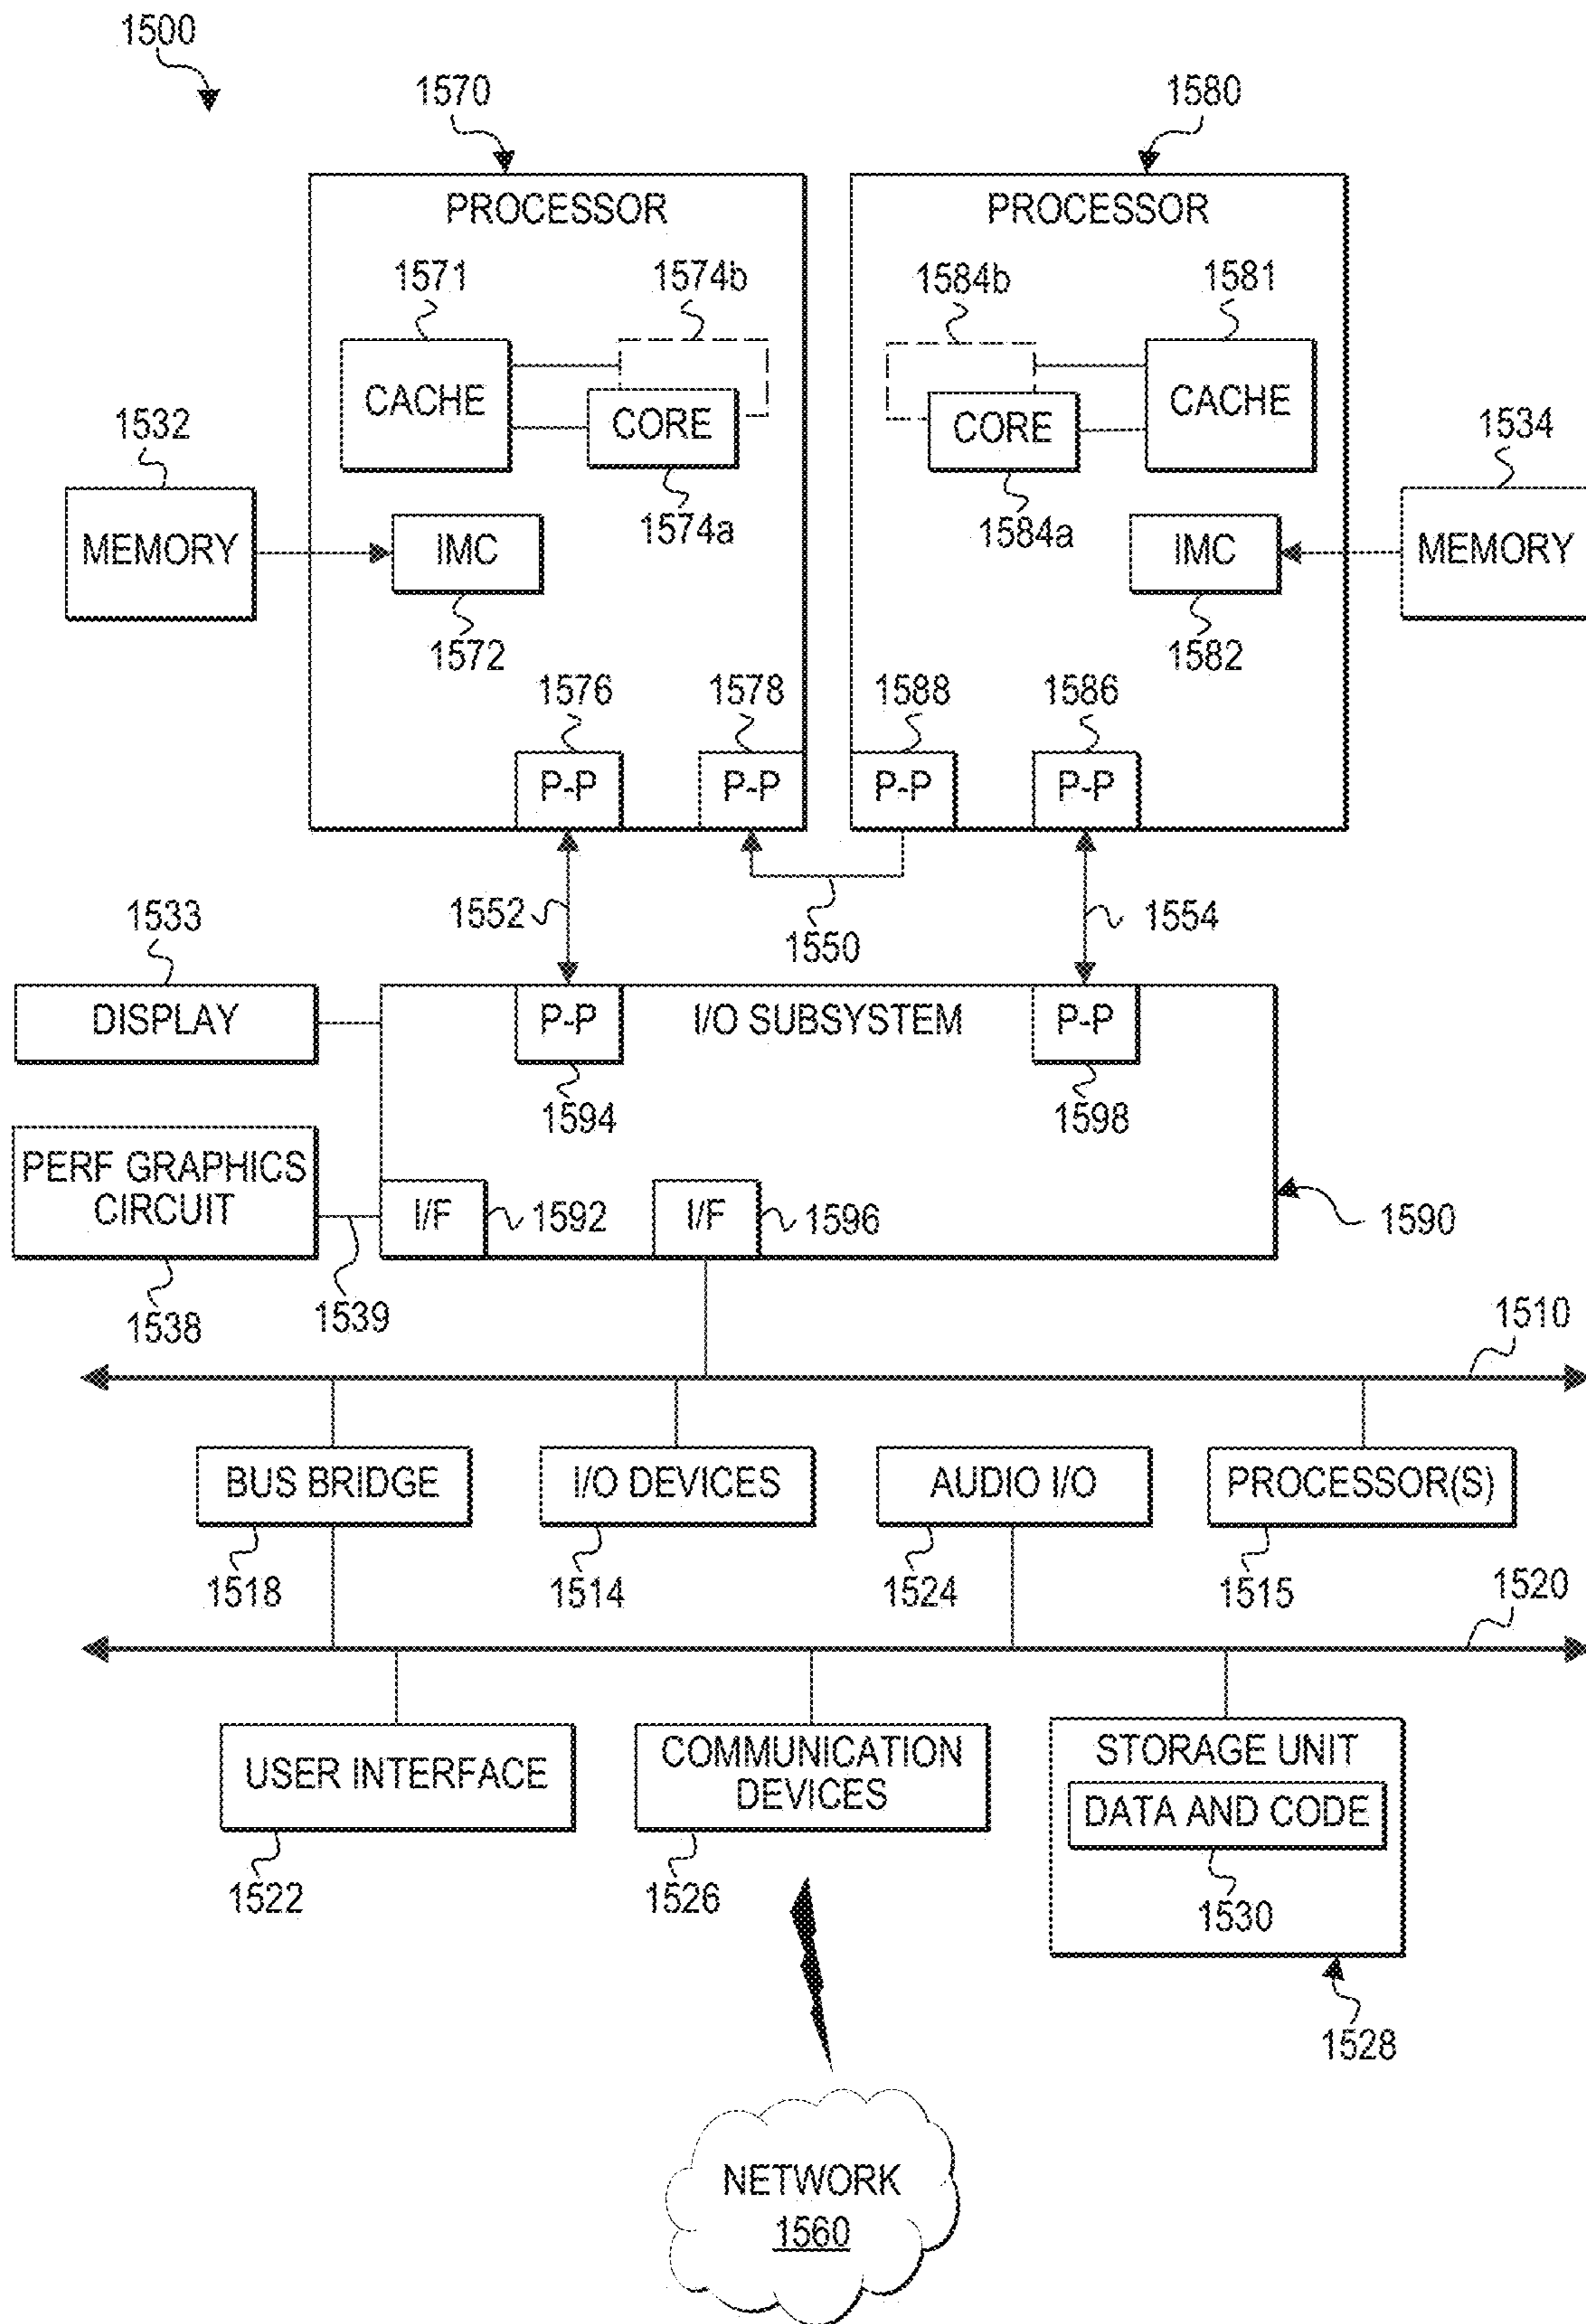 1500
1570
1580
PROCESSOR
PROCESSOR
1571
1574b
1584b
1581
CACHE
CORE
CORE
CACHE
1532
1534
1574a
1584a
MEMORY
IMC
IMC
MEMORY
1572
1582
1576
1578
1588
1586
P-P
P-P
P-P
P-P
1552
1550
1554
1533
DISPLAY
P-P
I/O SUBSYSTEM
P-P
1594
1598
PERF GRAPHICS
CIRCUIT
I/F
1592
I/F
1596
1590
1538
1539
1510
BUS BRIDGE
I/O DEVICES
AUDIO I/O
PROCESSOR(S)
1518
1514
1524
1515
1520
USER INTERFACE
COMMUNICATION
DEVICES
STORAGE UNIT
DATA AND CODE
1522
1526
1530
1528
NETWORK
1560